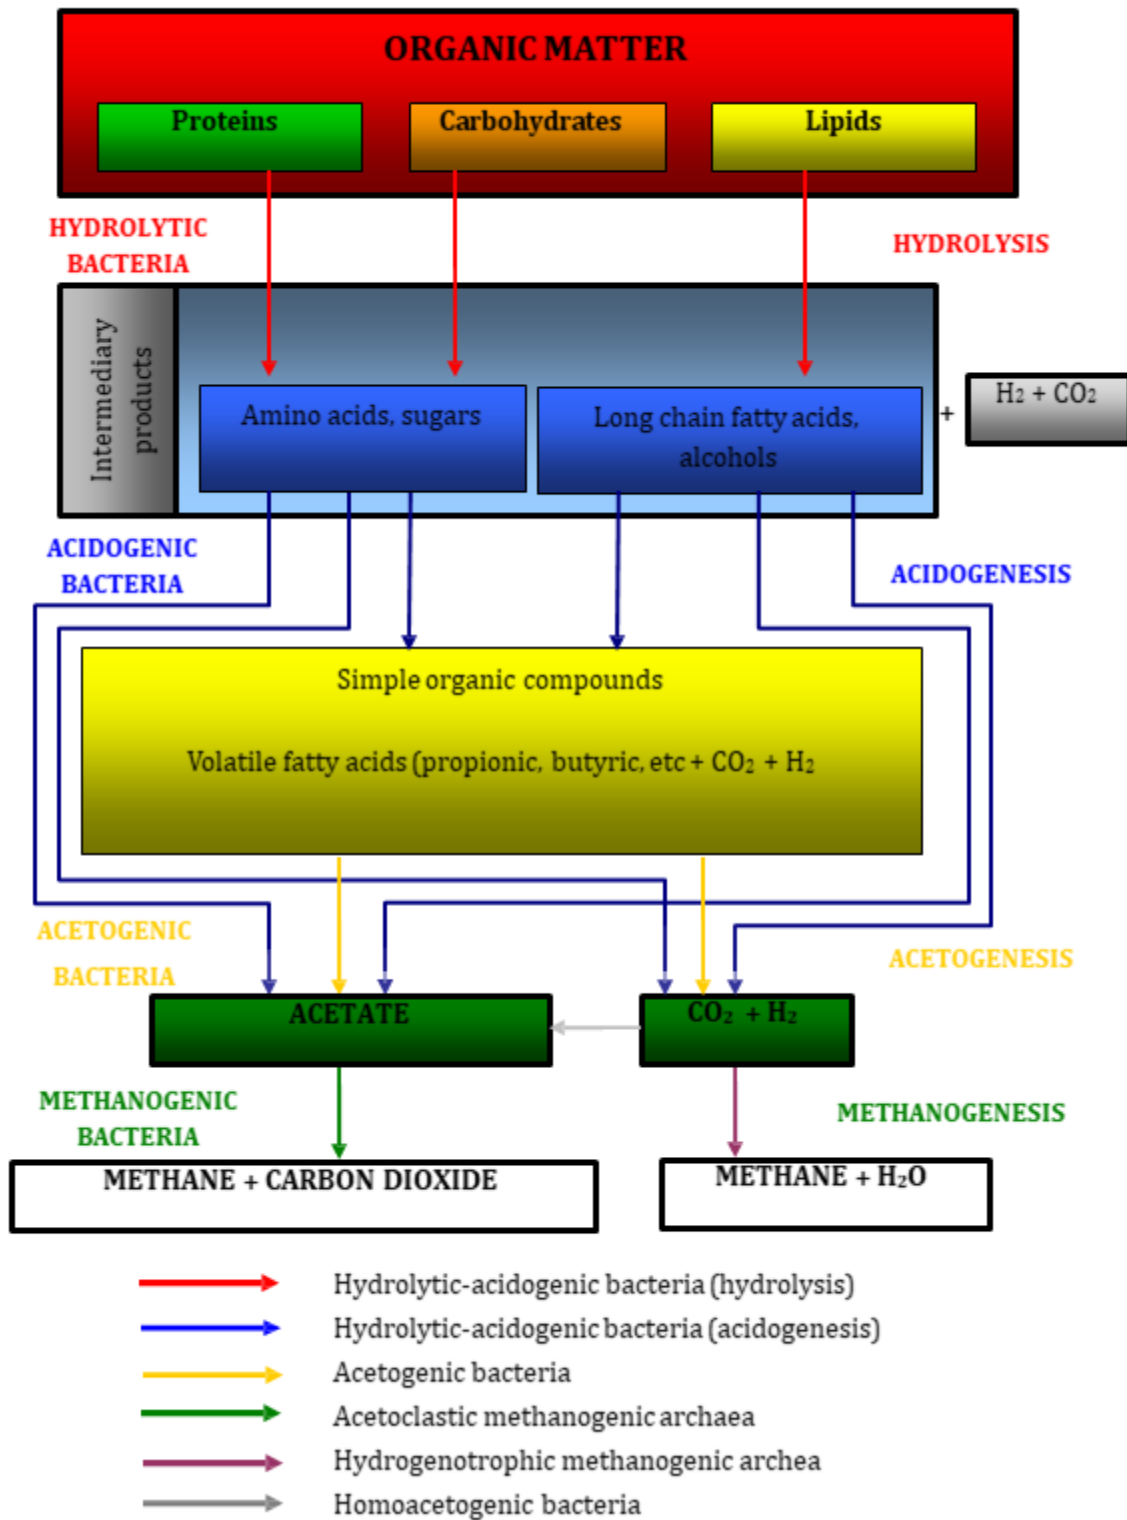 ORGANIC MATTER
Proteins
Carbohydrates
Lipids
HYDROLYTIC
BACTERIA
HYDROLYSIS
Intermediary
products
Amino acids, sugars
Long chain fatty acids,
alcohols
+
H₂ + CO₂
ACIDOGENIC
BACTERIA
ACIDOGENESIS
Simple organic compounds
Volatile fatty acids (propionic, butyric, etc + CO₂ + H₂
ACETOGENIC
BACTERIA
ACETOGENESIS
ACETATE
CO₂ + H₂
METHANOGENIC
BACTERIA
METHANOGENESIS
METHANE + CARBON DIOXIDE
METHANE + H₂O
Hydrolytic-acidogenic bacteria (hydrolysis)
Hydrolytic-acidogenic bacteria (acidogenesis)
Acetogenic bacteria
Acetoclastic methanogenic archaea
Hydrogenotrophic methanogenic archea
Homoacetogenic bacteria